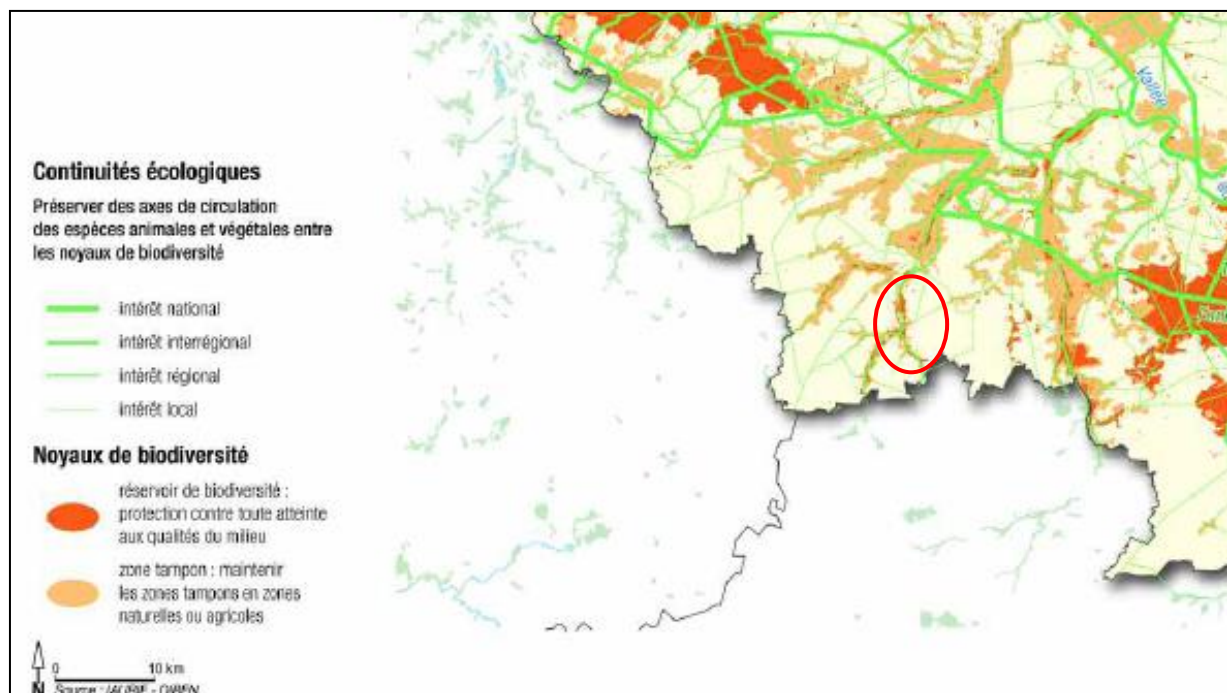 Continuités écologiques
Préserver des axes de circulation
des espèces animales et végétales entre
les noyaux de biodiversité
intérêt national
intérêt interrégional
intérêt régional
intérêt local
Noyaux de biodiversité
réservoir de biodiversité :
protection contre toute atteinte
aux qualités du milieu
zone tampon : maintenir
les zones tampons en zones
naturelles ou agricoles
0 10 km
N Source :
Vallée